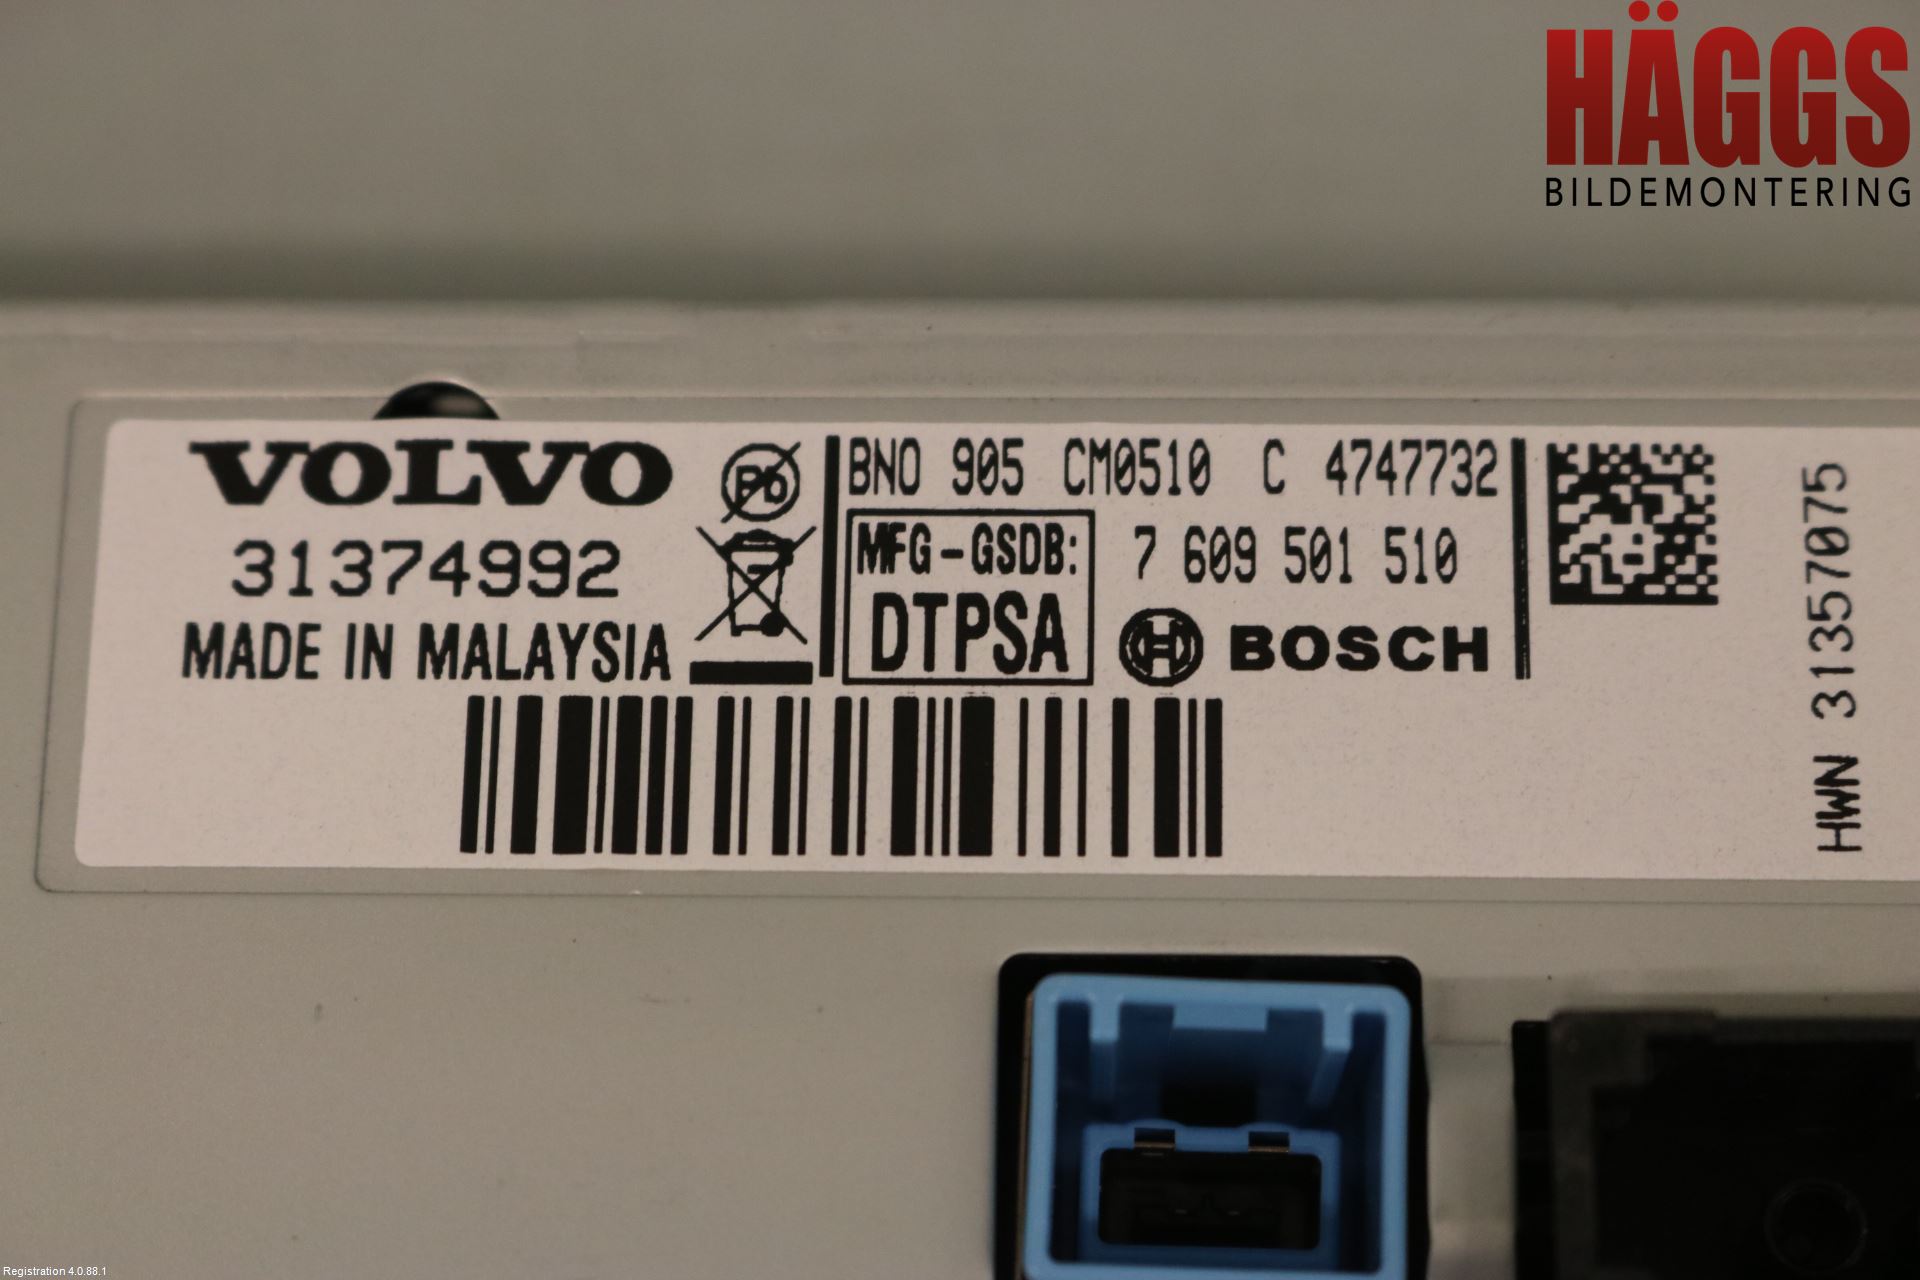 HÄGGS
BILDEMONTERING
VOLVO
31374992
MADE IN MALAYSIA
Pb
BNO 905 CM0510 C 4747732
MFG-GSDB:
DTPSA
7 609 501 510
BOSCH
HWN 31357075
Registration 4.0.88.1